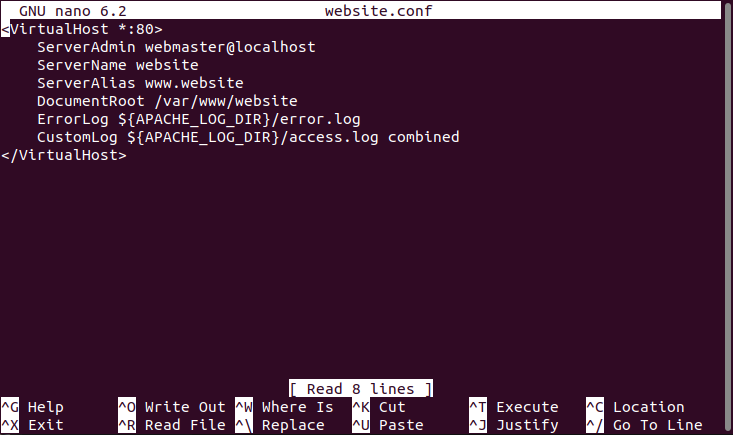 GNU nano 6.2 website.conf
<VirtualHost *:80>
    ServerAdmin webmaster@localhost
    ServerName website
    ServerAlias www.website
    DocumentRoot /var/www/website
    ErrorLog ${APACHE_LOG_DIR}/error.log
    CustomLog ${APACHE_LOG_DIR}/access.log combined
</VirtualHost>
[ Read 8 lines ]
^G Help ^O Write Out ^W Where Is ^K Cut ^T Execute ^C Location
^X Exit ^R Read File ^\ Replace ^U Paste ^J Justify ^/ Go To Line